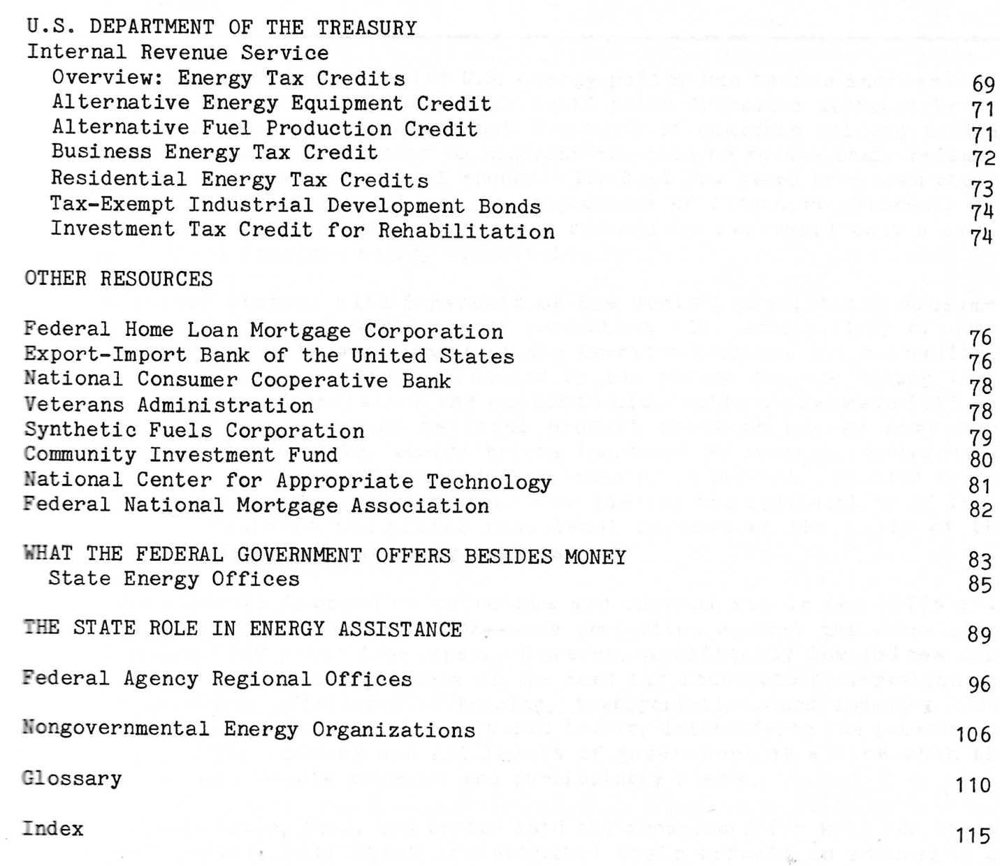 U.S. DEPARTMENT OF THE TREASURY
Internal Revenue Service
Overview: Energy Tax Credits 69
Alternative Energy Equipment Credit 71
Alternative Fuel Production Credit 71
Business Energy Tax Credit 72
Residential Energy Tax Credits 73
Tax-Exempt Industrial Development Bonds 74
Investment Tax Credit for Rehabilitation 74
OTHER RESOURCES
Federal Home Loan Mortgage Corporation 76
Export-Import Bank of the United States 76
National Consumer Cooperative Bank 78
Veterans Administration 78
Synthetic Fuels Corporation 79
Community Investment Fund 80
National Center for Appropriate Technology 81
Federal National Mortgage Association 82
WHAT THE FEDERAL GOVERNMENT OFFERS BESIDES MONEY 83
State Energy Offices 85
THE STATE ROLE IN ENERGY ASSISTANCE 89
Federal Agency Regional Offices 96
Nongovernmental Energy Organizations 106
Glossary 110
Index 115